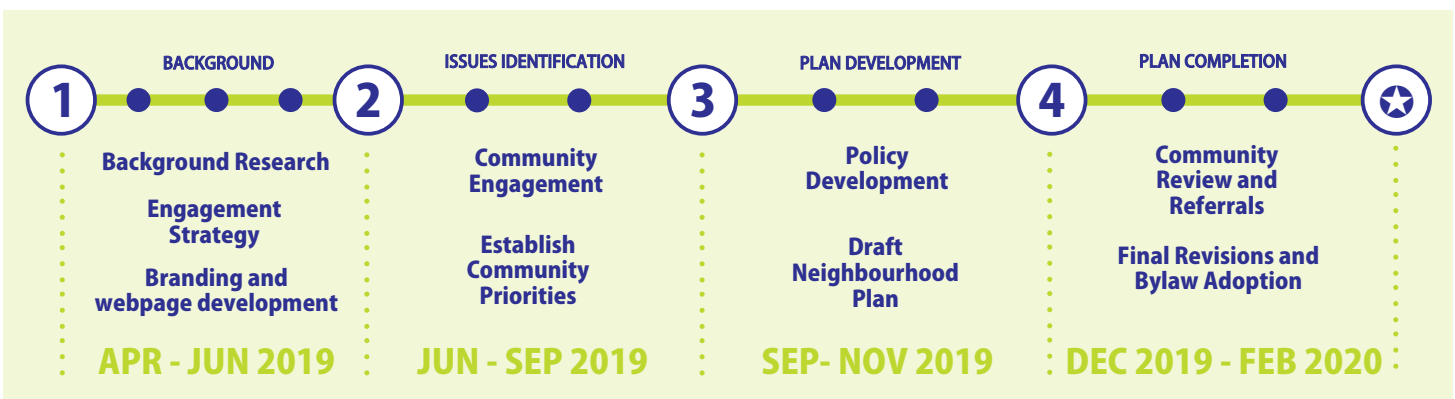 BACKGROUND
ISSUES IDENTIFICATION
PLAN DEVELOPMENT
PLAN COMPLETION
1
2
3
4
Background Research
Engagement
Strategy
Branding and
webpage development
APR - JUN 2019
Community
Engagement
Establish
Community
Priorities
JUN - SEP 2019
Policy
Development
Draft
Neighbourhood
Plan
SEP- NOV 2019
Community
Review and
Referrals
Final Revisions and
Bylaw Adoption
DEC 2019 - FEB 2020